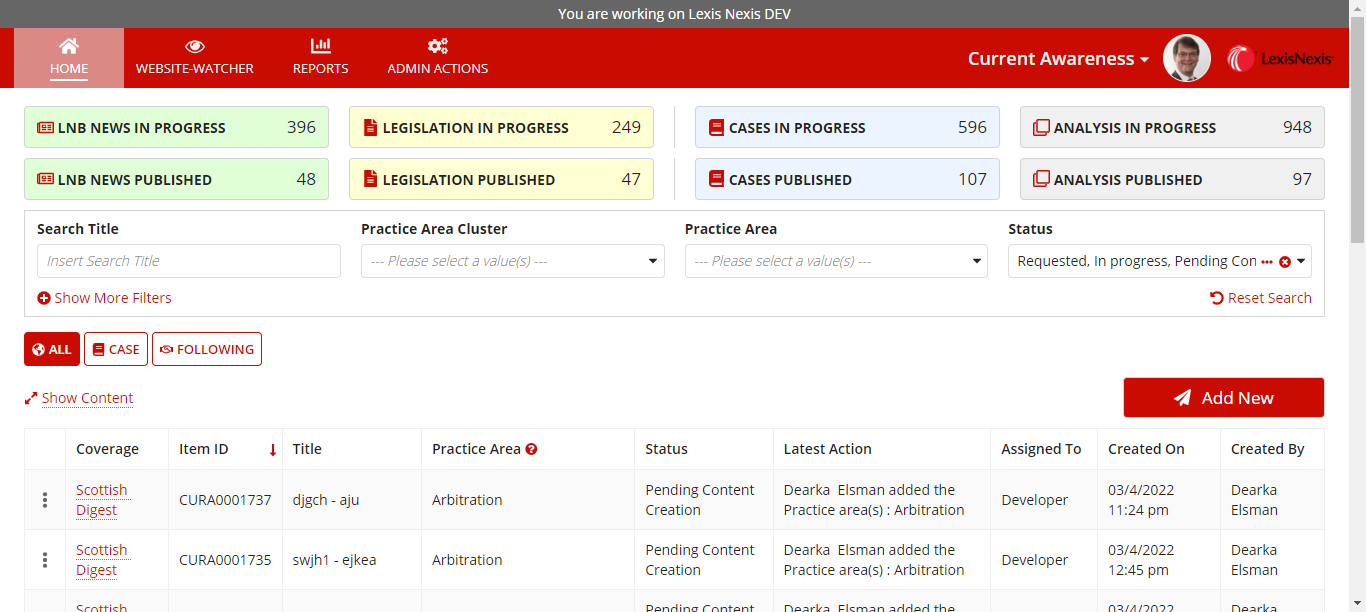 You are working on Lexis Nexis DEV
HOME
WEBSITE-WATCHER
REPORTS
ADMIN ACTIONS
Current Awareness
LexisNexis
LNB NEWS IN PROGRESS 396
LEGISLATION IN PROGRESS 249
CASES IN PROGRESS 596
ANALYSIS IN PROGRESS 948
LNB NEWS PUBLISHED 48
LEGISLATION PUBLISHED 47
CASES PUBLISHED 107
ANALYSIS PUBLISHED 97
Search Title
Practice Area Cluster
Practice Area
Status
Insert Search Title
--- Please select a value(s) ---
--- Please select a value(s) ---
Requested, In progress, Pending Con
Show More Filters
Reset Search
ALL
CASE
FOLLOWING
Show Content
Add New
Coverage
Item ID
Title
Practice Area
Status
Latest Action
Assigned To
Created On
Created By
Scottish
Digest
CURA0001737
djgch - aju
Arbitration
Pending Content
Creation
Dearka Elsman added the
Practice area(s) : Arbitration
Developer
03/4/2022
11:24 pm
Dearka
Elsman
Scottish
Digest
CURA0001735
swjh1 - ejkea
Arbitration
Pending Content
Creation
Dearka Elsman added the
Practice area(s) : Arbitration
Developer
03/4/2022
12:45 pm
Dearka
Elsman
Scottish
Pending Content
Dearka Elsman added the
03/4/2022
Dearka